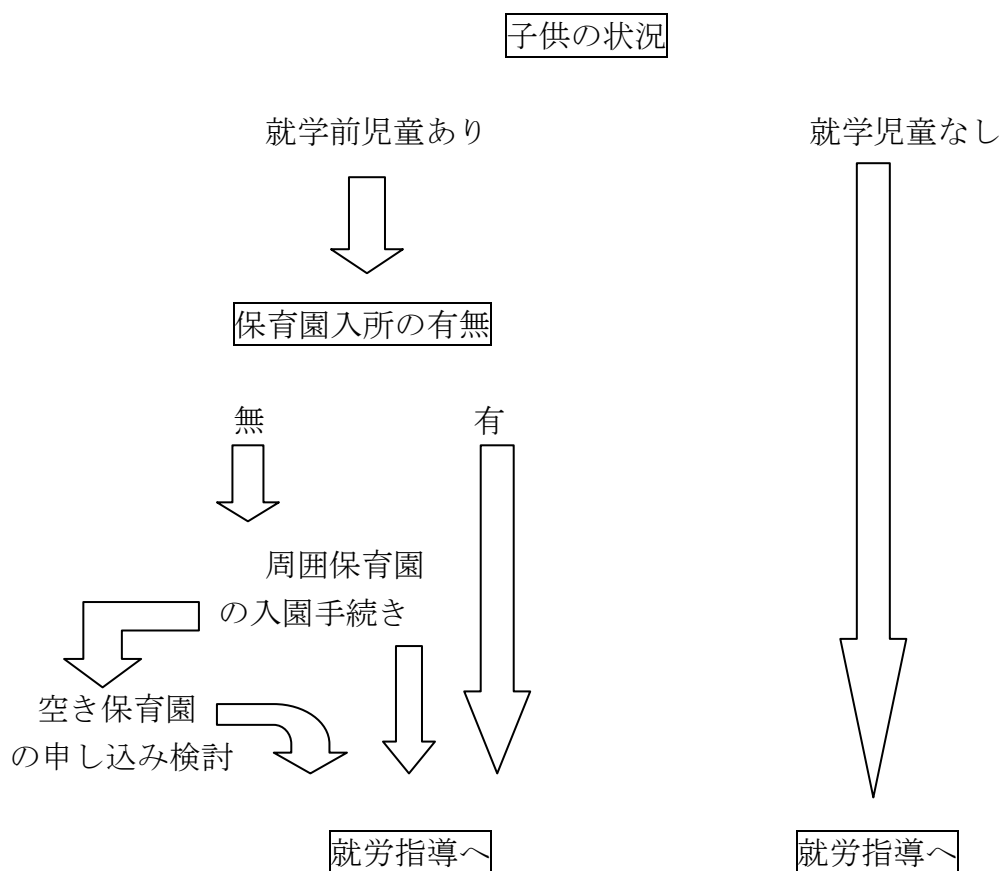 子供の状況
就学前児童あり
就学児童なし
保育園入所の有無
無
有
周囲保育園
の入園手続き
空き保育園
の申し込み検討
就労指導へ
就労指導へ